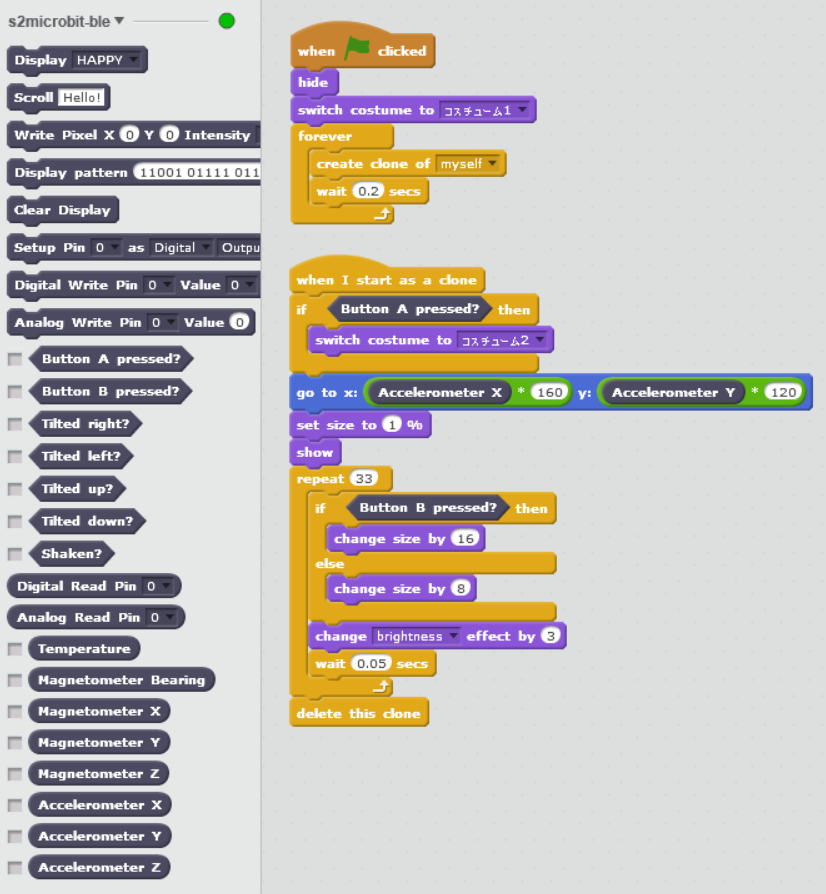 s2microbit-ble
Display HAPPY
Scroll Hello!
Write Pixel X 0 Y 0 Intensity
Display pattern 11001 01111 011
Clear Display
Setup Pin 0 as Digital Outpu
Digital Write Pin 0 Value 0
Analog Write Pin 0 Value 0
Button A pressed?
Button B pressed?
Tilted right?
Tilted left?
Tilted up?
Tilted down?
Shaken?
Digital Read Pin 0
Analog Read Pin 0
Temperature
Magnetometer Bearing
Magnetometer X
Magnetometer Y
Magnetometer Z
Accelerometer X
Accelerometer Y
Accelerometer Z
when clicked
hide
switch costume to コスチューム1
forever
create clone of myself
wait 0.2 secs
when I start as a clone
if Button A pressed? then
switch costume to コスチューム2
go to x: Accelerometer X * 160 y: Accelerometer Y * 120
set size to 1 %
show
repeat 33
if Button B pressed? then
change size by 16
else
change size by 8
change brightness effect by 3
wait 0.05 secs
delete this clone